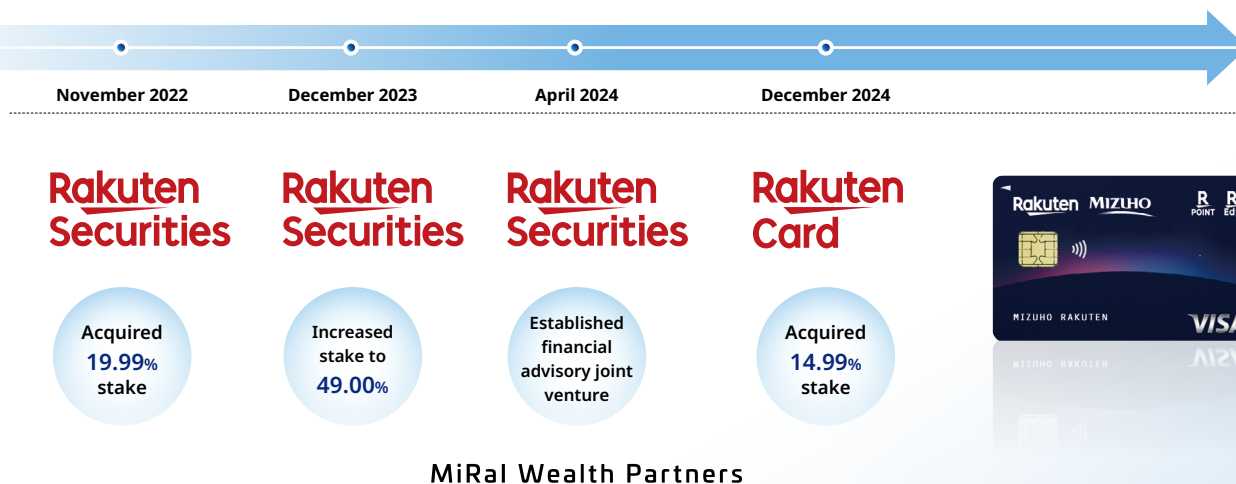 November 2022
December 2023
April 2024
December 2024
Rakuten
Securities
Rakuten
Securities
Rakuten
Securities
Rakuten
Card
Acquired
19.99%
stake
Increased
stake to
49.00%
Established
financial
advisory joint
venture
Acquired
14.99%
stake
Rakuten MIZUHO
R
POINT
MIZUHO RAKUTEN
MiRaI Wealth Partners